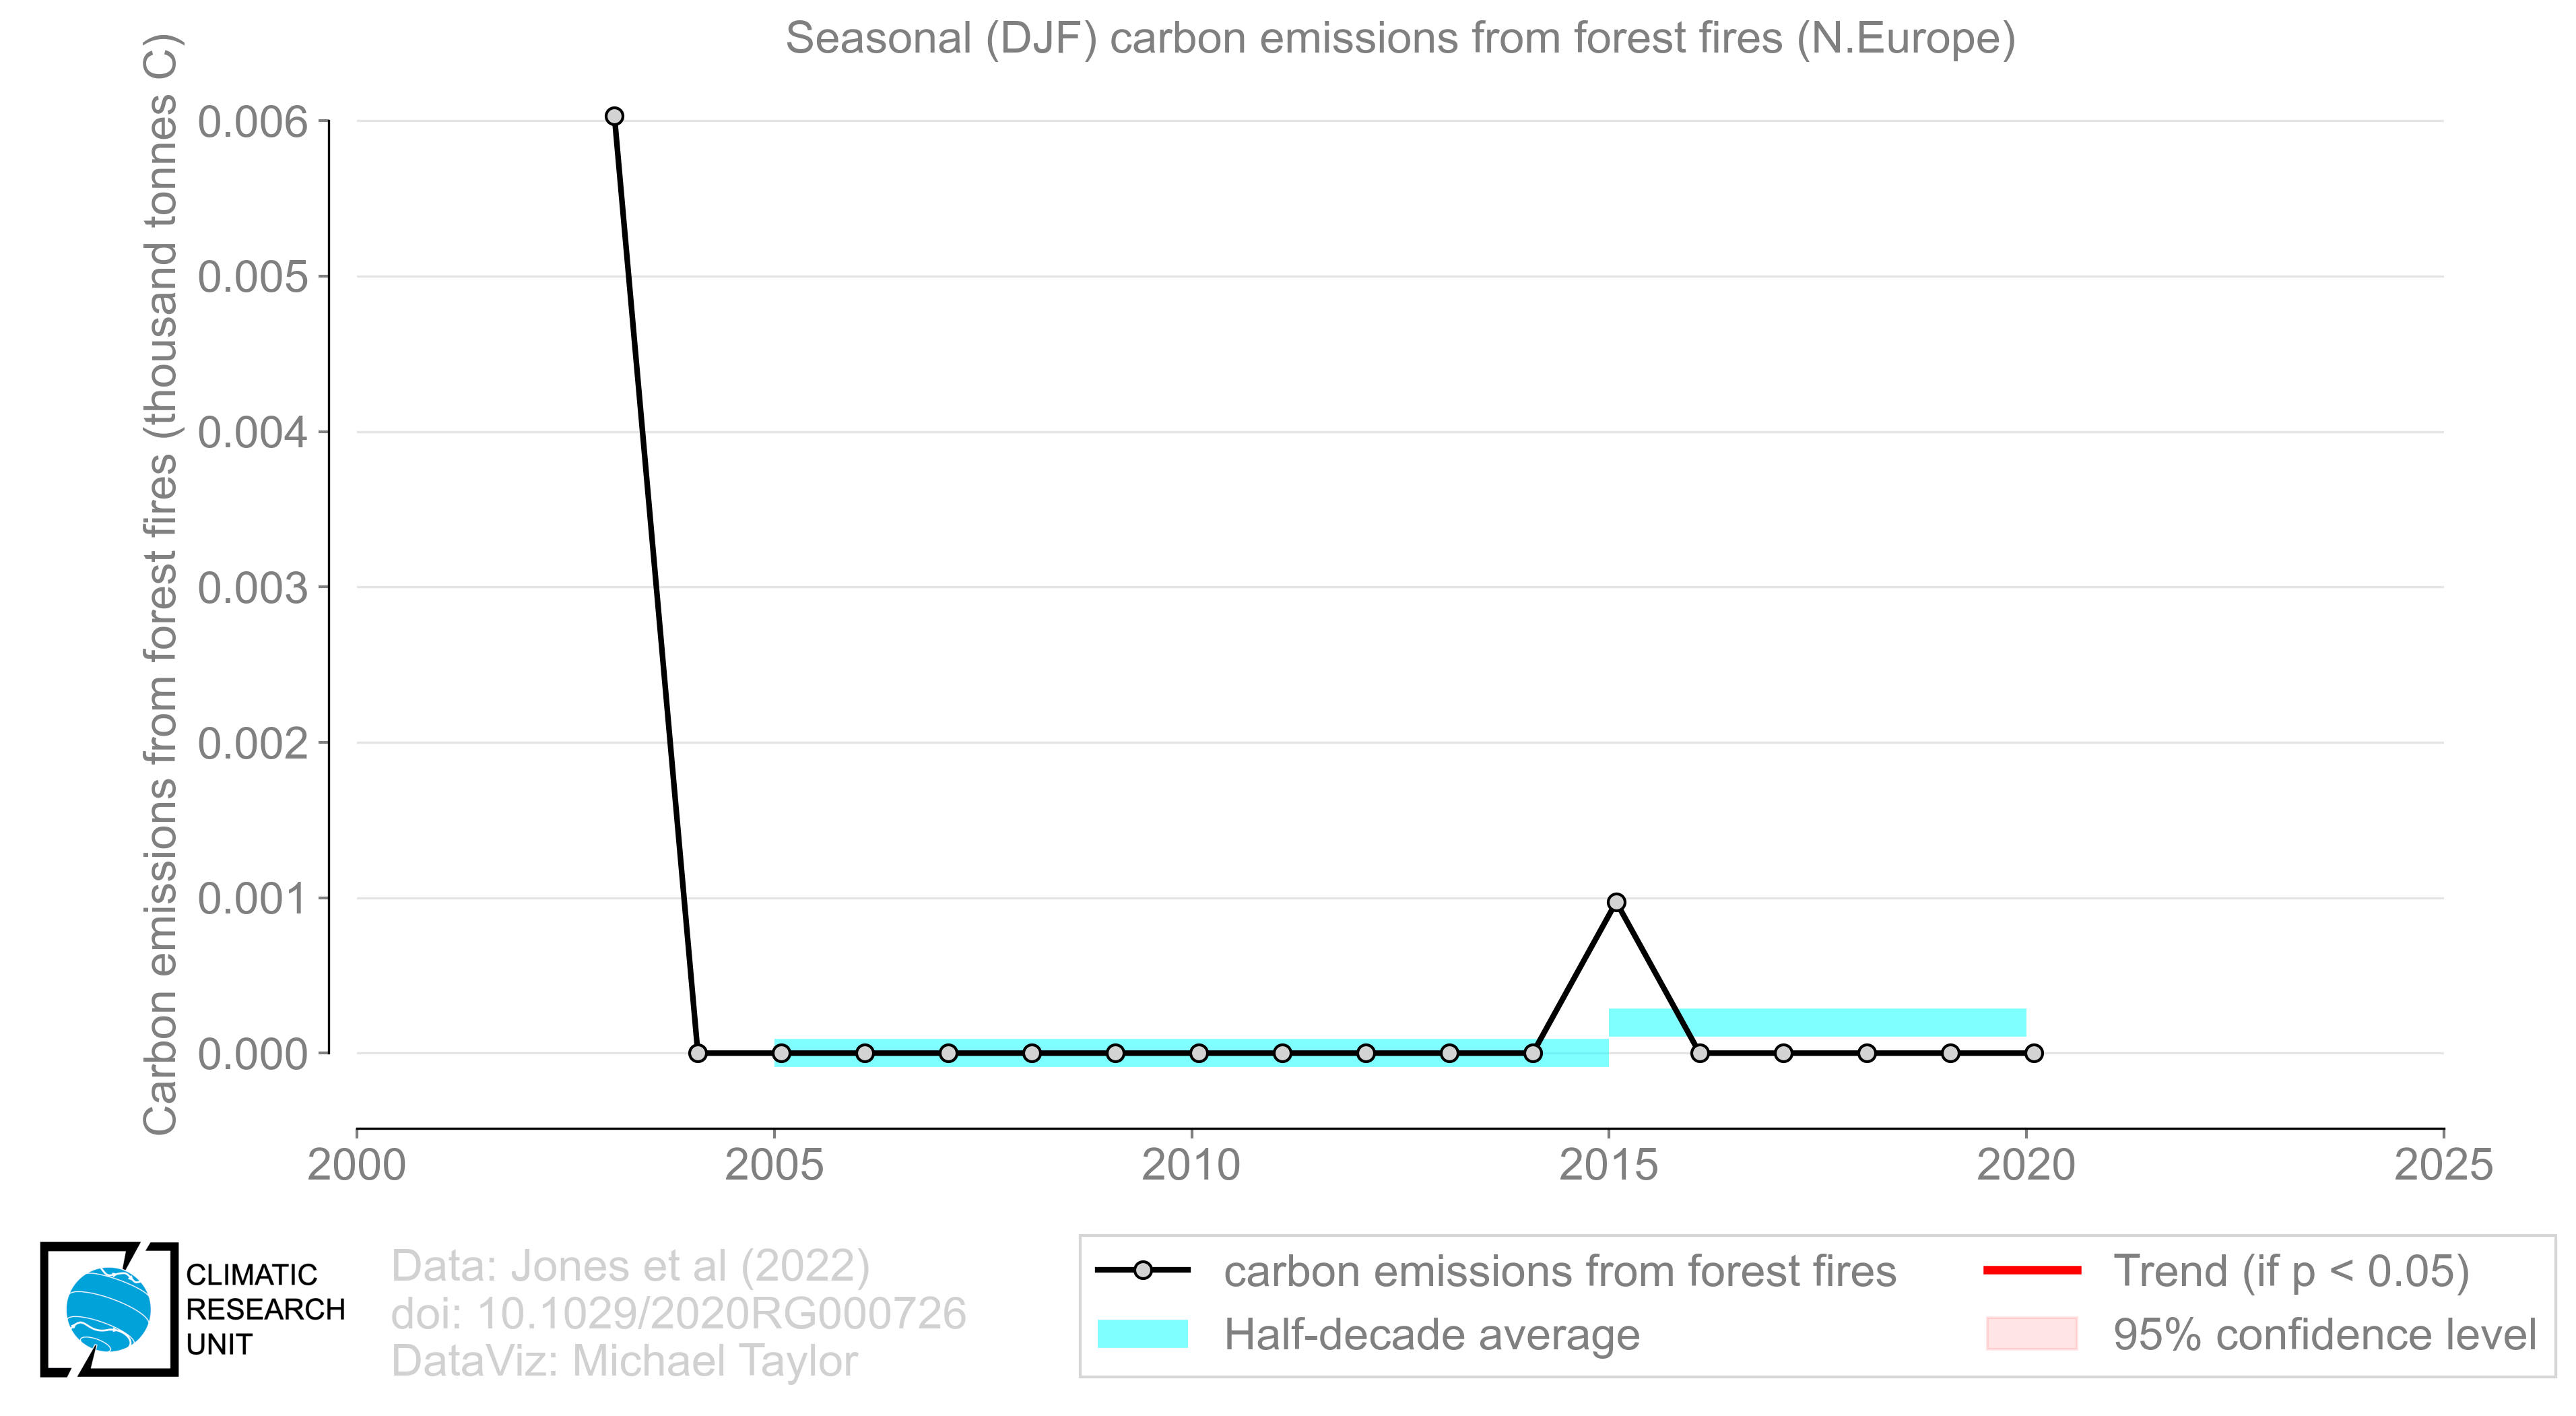 Seasonal (DJF) carbon emissions from forest fires (N.Europe)
Carbon emissions from forest fires (thousand tonnes C)
0.006
0.005
0.004
0.003
0.002
0.001
0.000
2000 2005 2010 2015 2020 2025
CLIMATIC
RESEARCH
UNIT
Data: Jones et al (2022)
doi: 10.1029/2020RG000726
DataViz: Michael Taylor
carbon emissions from forest fires
Half-decade average
Trend (if p < 0.05)
95% confidence level